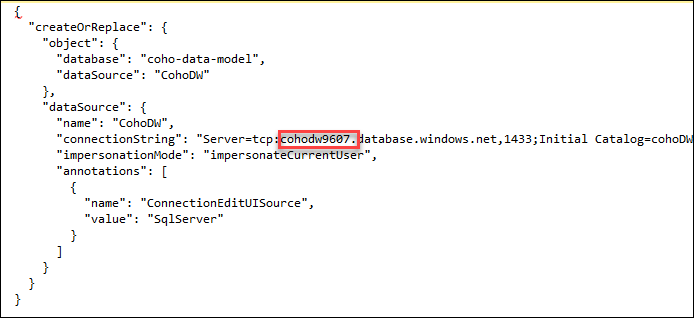 {
"createOrReplace": {
"object": {
"database": "coho-data-model",
"dataSource": "CohoDW"
},
"dataSource": {
"name": "CohoDW",
"connectionString": "Server=tcp:cohodw9607.database.windows.net,1433;Initial Catalog=cohoDW
"impersonationMode": "impersonateCurrentUser",
"annotations": [
{
"name": "ConnectionEditUISource",
"value": "SqlServer"
}
]
}
}
}